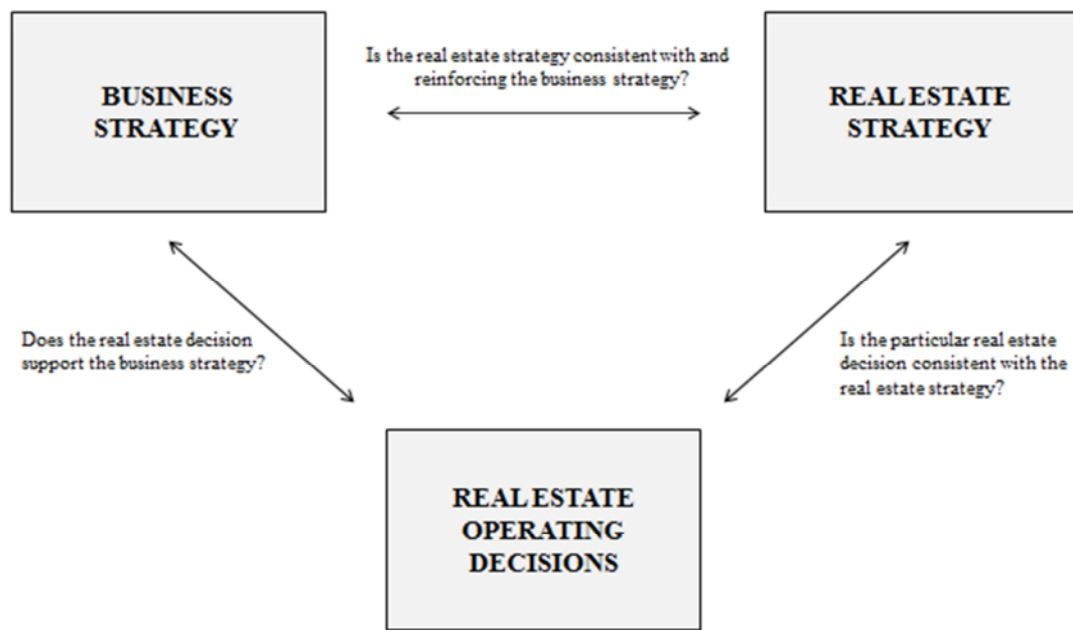 BUSINESS
STRATEGY
Is the real estate strategy consistent with and
reinforcing the business strategy?
REAL ESTATE
STRATEGY
Does the real estate decision
support the business strategy?
Is the particular real estate
decision consistent with the
real estate strategy?
REAL ESTATE
OPERATING
DECISIONS